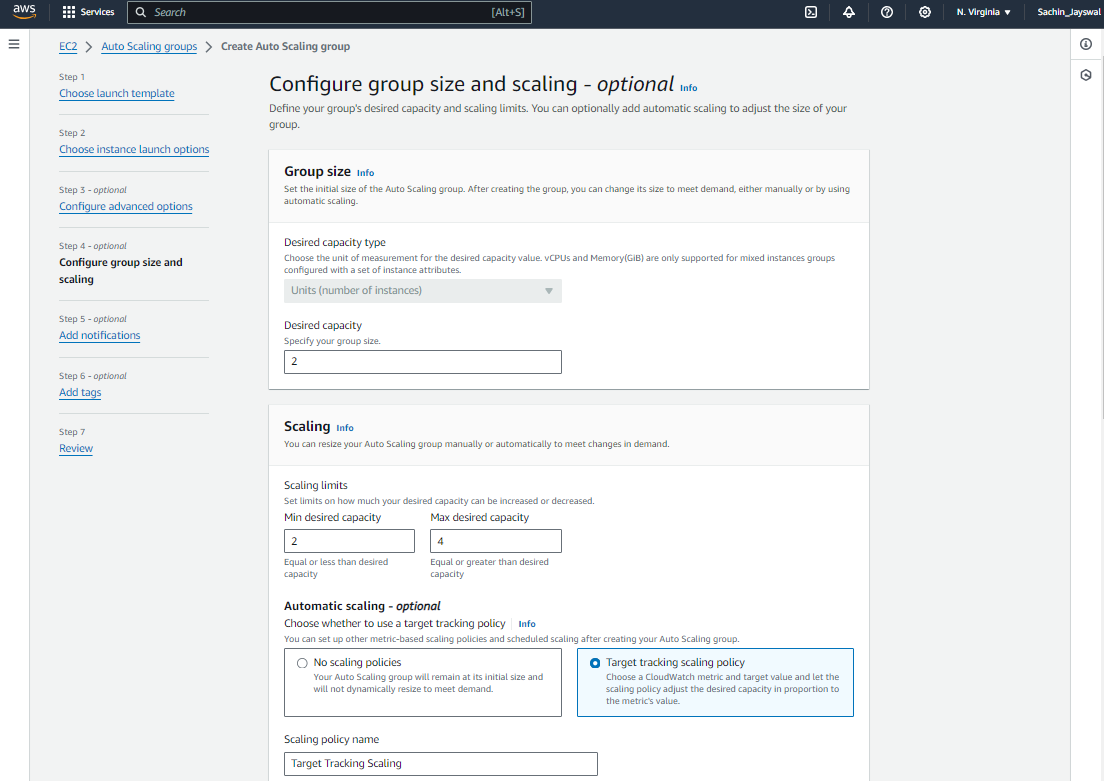 aws
Services
Search
[Alt+S]
N. Virginia
Sachin_Jayswal
EC2
Auto Scaling groups
Create Auto Scaling group
Step 1
Choose launch template
Step 2
Choose instance launch options
Step 3 - optional
Configure advanced options
Step 4 - optional
Configure group size and
scaling
Step 5 - optional
Add notifications
Step 6 - optional
Add tags
Step 7
Review
Configure group size and scaling - optional Info
Define your group's desired capacity and scaling limits. You can optionally add automatic scaling to adjust the size of your
group.
Group size Info
Set the initial size of the Auto Scaling group. After creating the group, you can change its size to meet demand, either manually or by using
automatic scaling.
Desired capacity type
Choose the unit of measurement for the desired capacity value. vCPUs and Memory(GiB) are only supported for mixed instances groups
configured with a set of instance attributes.
Units (number of instances)
Desired capacity
Specify your group size.
2
Scaling Info
You can resize your Auto Scaling group manually or automatically to meet changes in demand.
Scaling limits
Set limits on how much your desired capacity can be increased or decreased.
Min desired capacity
Max desired capacity
2
4
Equal or less than desired
capacity
Equal or greater than desired
capacity
Automatic scaling - optional
Choose whether to use a target tracking policy Info
You can set up other metric-based scaling policies and scheduled scaling after creating your Auto Scaling group.
No scaling policies
Your Auto Scaling group will remain at its initial size and
will not dynamically resize to meet demand.
Target tracking scaling policy
Choose a CloudWatch metric and target value and let the
scaling policy adjust the desired capacity in proportion to
the metric's value.
Scaling policy name
Target Tracking Scaling